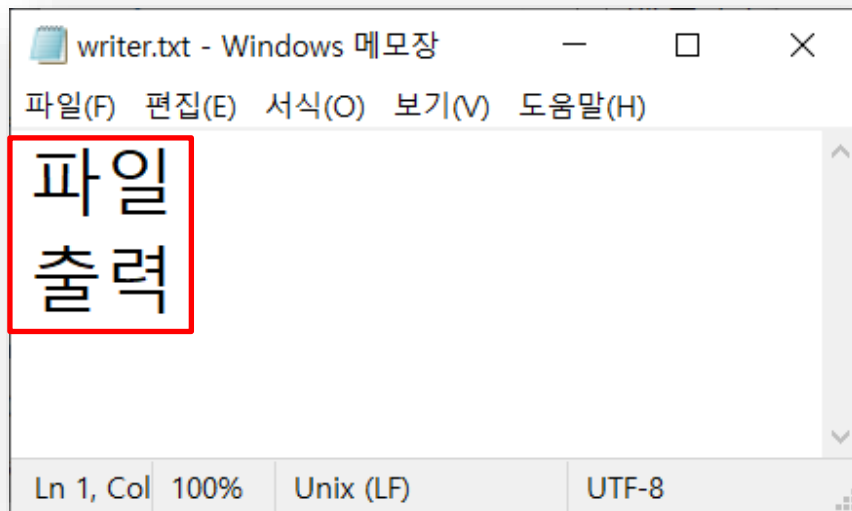 writer.txt - Windows 메모장
파일(F) 편집(E) 서식(O) 보기(V) 도움말(H)
파일
출력
Ln 1, Col 100% Unix (LF) UTF-8